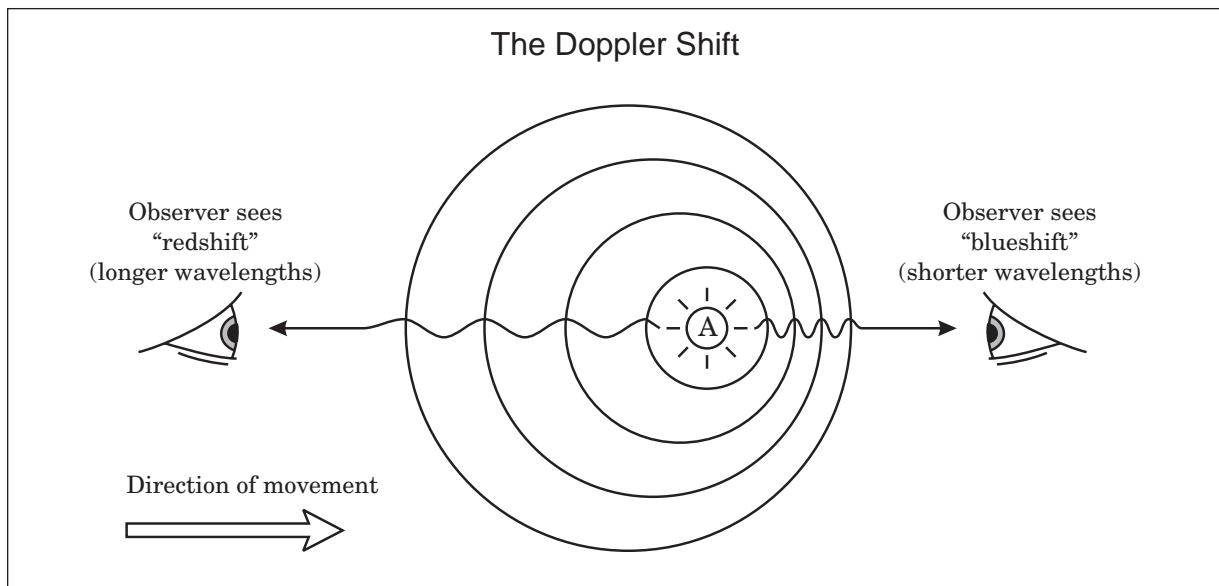 The Doppler Shift
Observer sees
“redshift”
(longer wavelengths)
Observer sees
“blueshift”
(shorter wavelengths)
A
Direction of movement